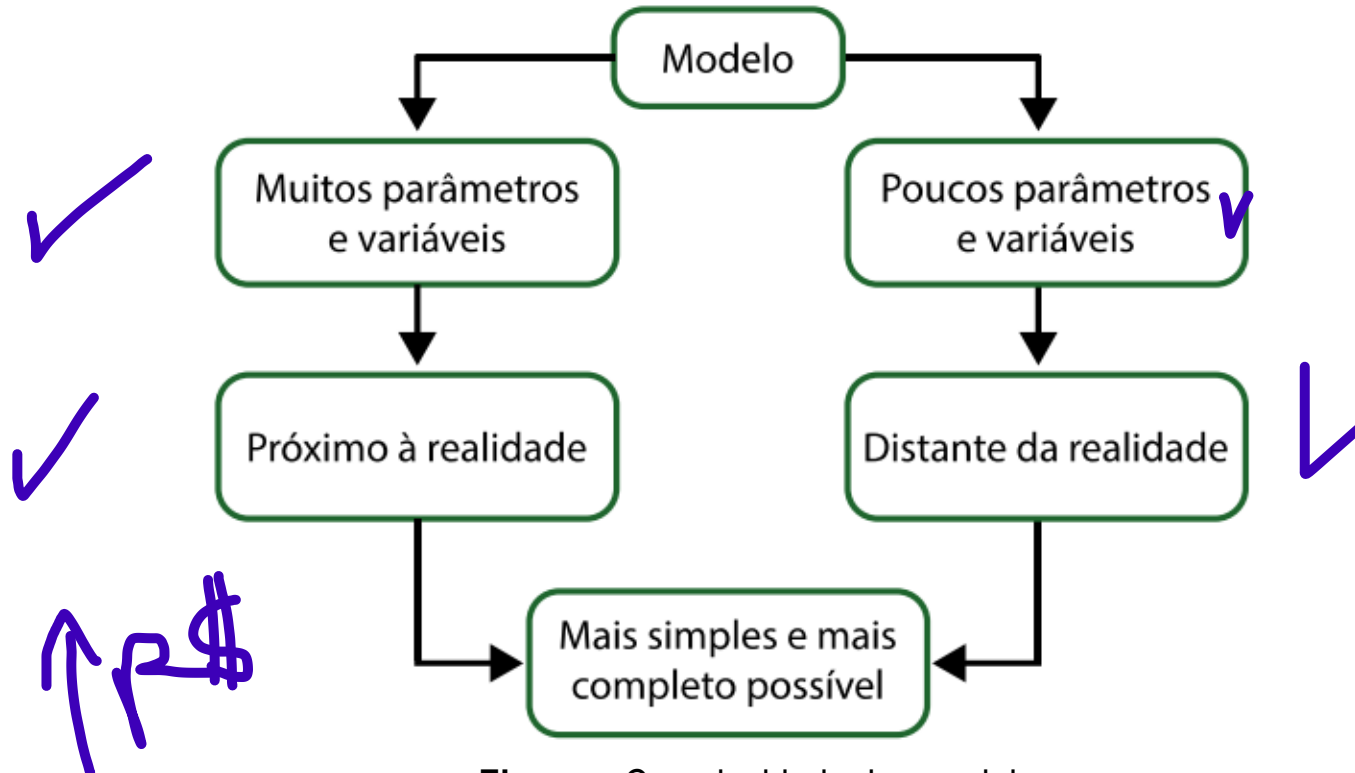 Modelo
Muitos parâmetros
e variáveis
Poucos parâmetros
e variáveis
Próximo à realidade
Distante da realidade
Mais simples e mais
completo possível